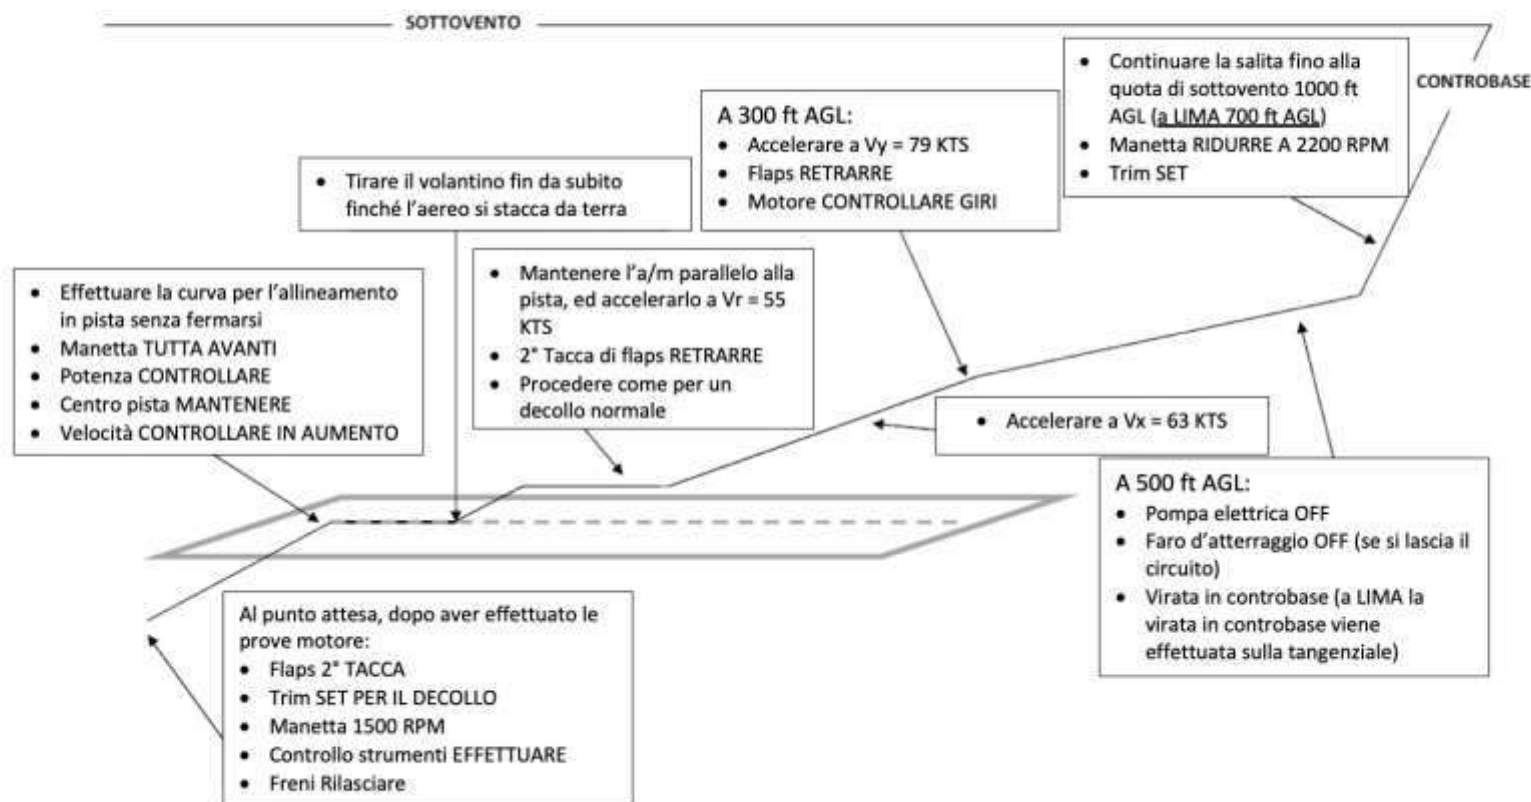 SOTTOVENTO
CONTROBASE
• Continuare la salita fino alla
quota di sottovento 1000 ft
AGL (a LIMA 700 ft AGL)
• Manetta RIDURRE A 2200 RPM
• Trim SET
A 300 ft AGL:
• Accelerare a Vy = 79 KTS
• Flaps RETRARRE
• Motore CONTROLLARE GIRI
• Tirare il volantino fin da subito
finché l'aereo si stacca da terra
• Mantenere l'a/m parallelo alla
pista, ed accelerarlo a Vr = 55
KTS
• 2° Tacca di flaps RETRARRE
• Procedere come per un
decollo normale
• Effettuare la curva per l'allineamento
in pista senza fermarsi
• Manetta TUTTA AVANTI
• Potenza CONTROLLARE
• Centro pista MANTENERE
• Velocità CONTROLLARE IN AUMENTO
• Accelerare a Vx = 63 KTS
A 500 ft AGL:
• Pompa elettrica OFF
• Faro d'atterraggio OFF (se si lascia il
circuito)
• Virata in controbase (a LIMA la
virata in controbase viene
effettuata sulla tangenziale)
Al punto attesa, dopo aver effettuato le
prove motore:
• Flaps 2° TACCA
• Trim SET PER IL DECOLLO
• Manetta 1500 RPM
• Controllo strumenti EFFETTUARE
• Freni Rilasciare